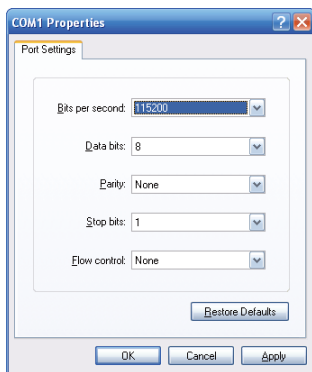 COM1 Properties
Port Settings
Bits per second: 115200
Data bits: 8
Parity: None
Stop bits: 1
Flow control: None
Restore Defaults
OK Cancel Apply